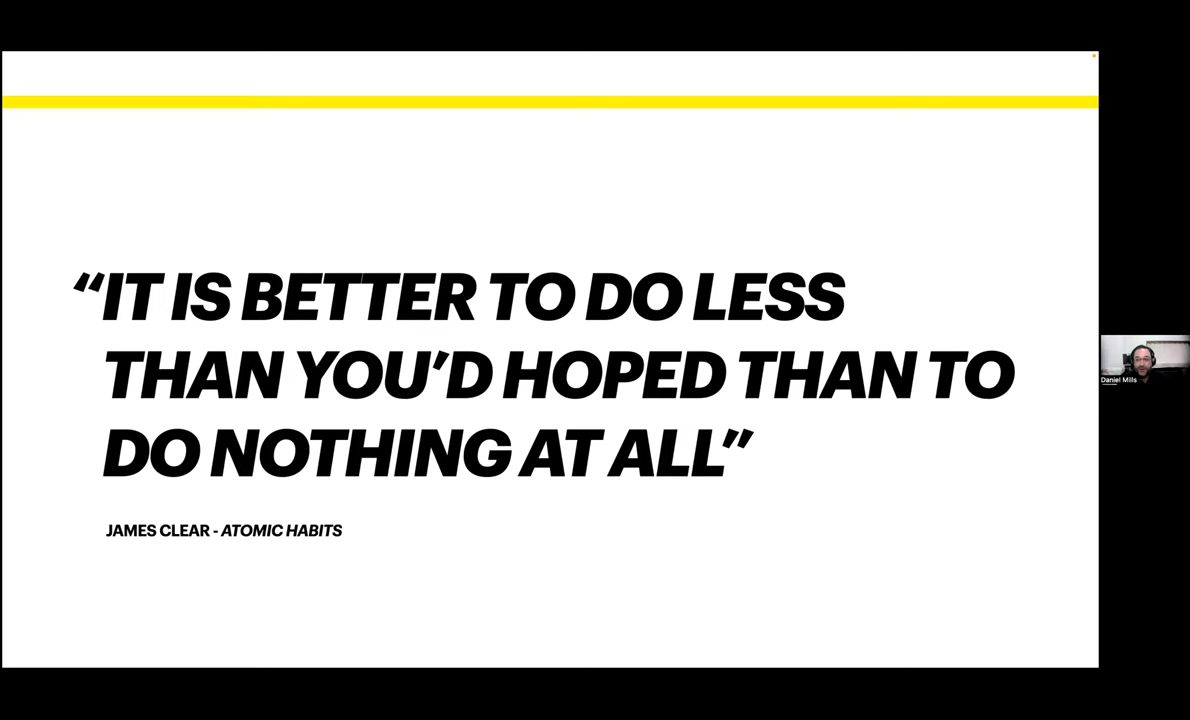 “IT IS BETTER TO DO LESS
THAN YOU’D HOPED THAN TO
DO NOTHING AT ALL”
JAMES CLEAR - ATOMIC HABITS
Daniel Mills